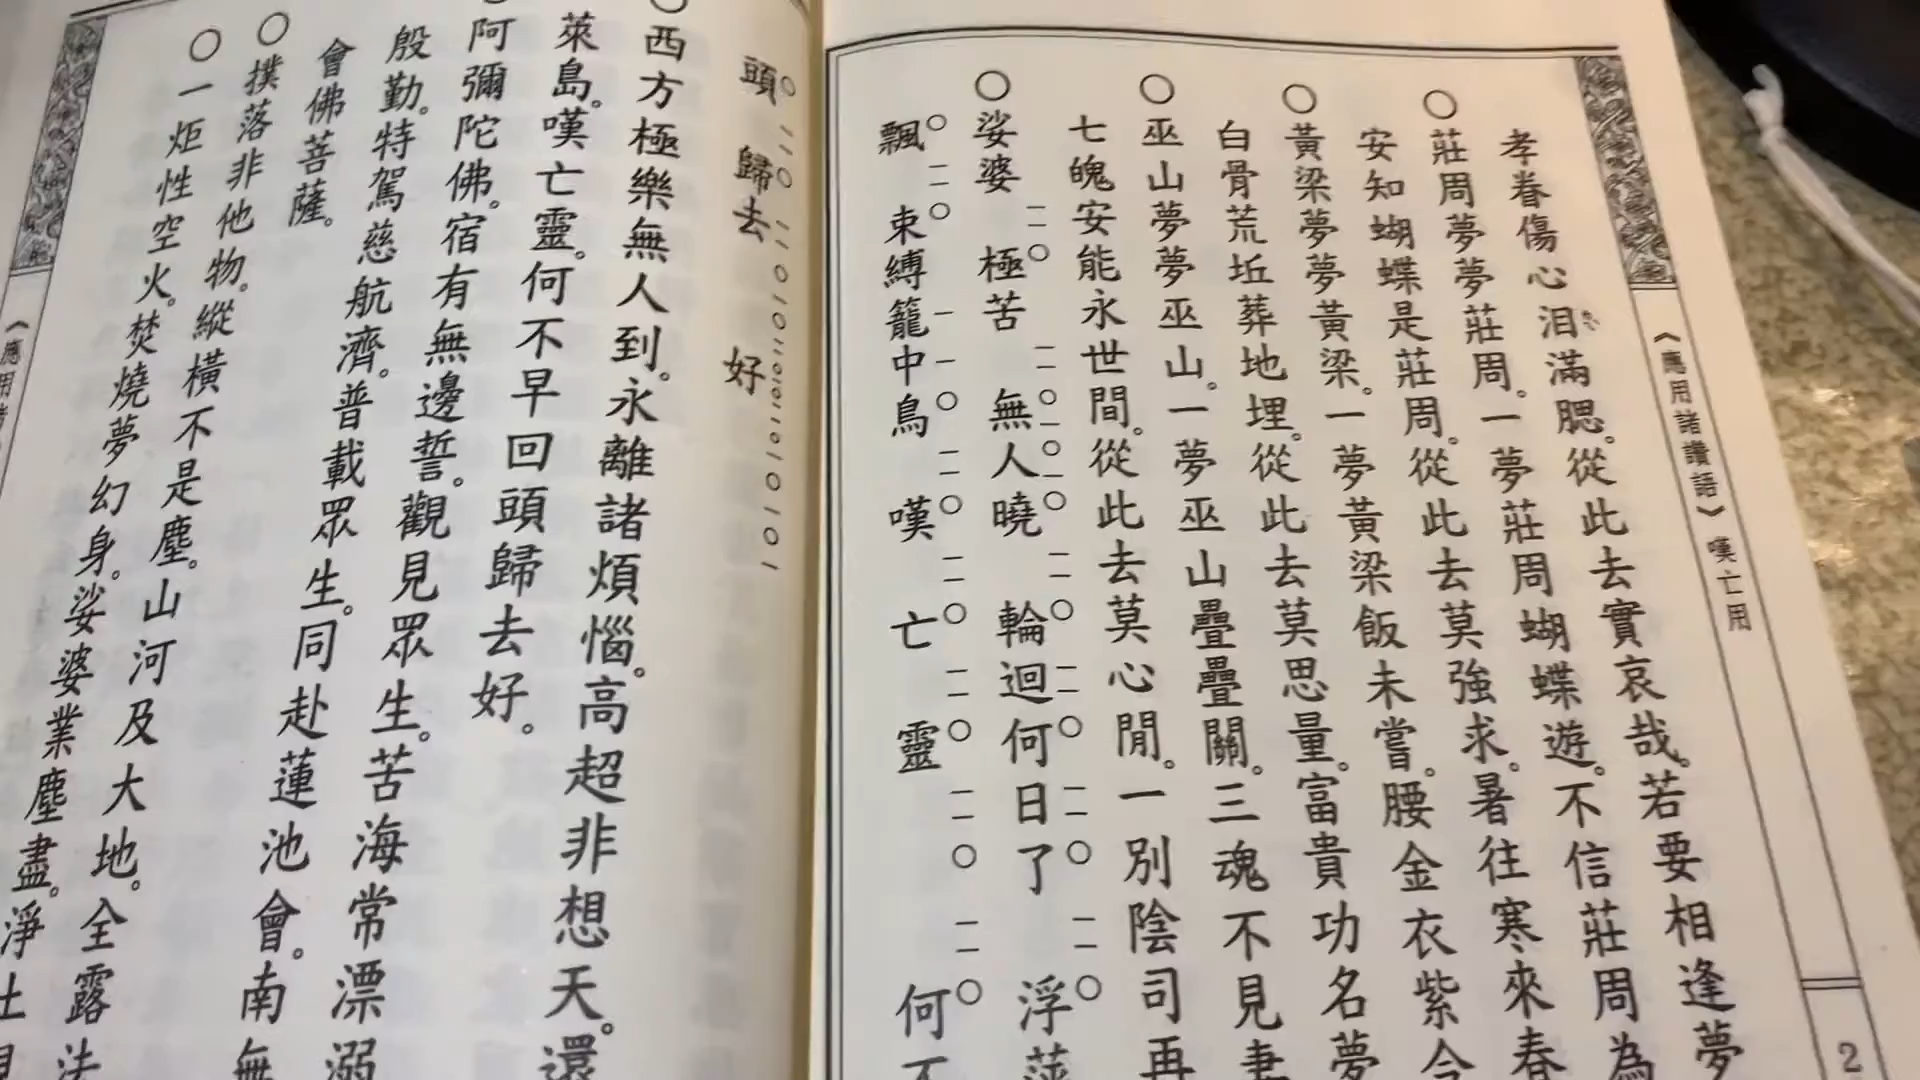 《應用諸讚語》嘆亡用
2
孝眷傷心泪滿腮。從此去實哀哉。若要相逢夢
○莊周夢夢莊周。一夢莊周蝴蝶遊。不信莊周為
安知蝴蝶是莊周。從此去莫強求。暑往寒來春
○黃梁夢夢黃梁。一夢黃梁飯未嘗。腰金衣紫今
白骨荒坵葬地埋。從此去莫思量。富貴功名夢
○巫山夢夢巫山。一夢巫山疊疊關。三魂不見妻
七魄安能永世間。從此去莫心閒。一別陰司再
○娑婆極苦無人曉輪迴何日了浮萍
飄束縛籠中鳥嘆亡靈何不
頭歸去好
○西方極樂無人到。永離諸煩惱。高超非想天。還
萊島。嘆亡靈。何不早回頭歸去好。
阿彌陀佛。宿有無邊誓。觀見眾生。苦海常漂溺
殷勤。特駕慈航濟。普載眾生。同赴蓮池會。南無
會佛菩薩。
○撲落非他物。縱橫不是塵。山河及大地。全露法
○一炬性空火。焚燒夢幻身。娑婆業塵盡。淨土
《應用